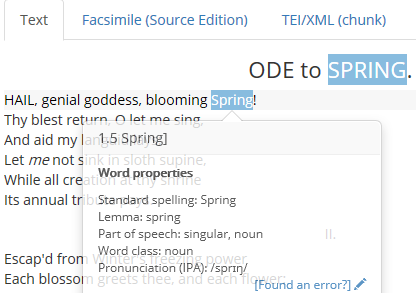 Text Facsimile (Source Edition) TEI/XML (chunk)
ODE to SPRING.
HAIL, genial goddess, blooming Spring!
Thy blest return, O let me sing,
And aid my languid
1.5 Spring]
Let me not sink in sloth supine,
Word properties
While all creation at thy shrine
Its annual tribute
Standard spelling: Spring
Lemma: spring
Part of speech: singular, noun
II.
Word class: noun
Escap'd from Winter's freezing power,
Pronunciation (IPA): /sprɪŋ/
Each blossom greets thee, and each flower;
[Found an error?]